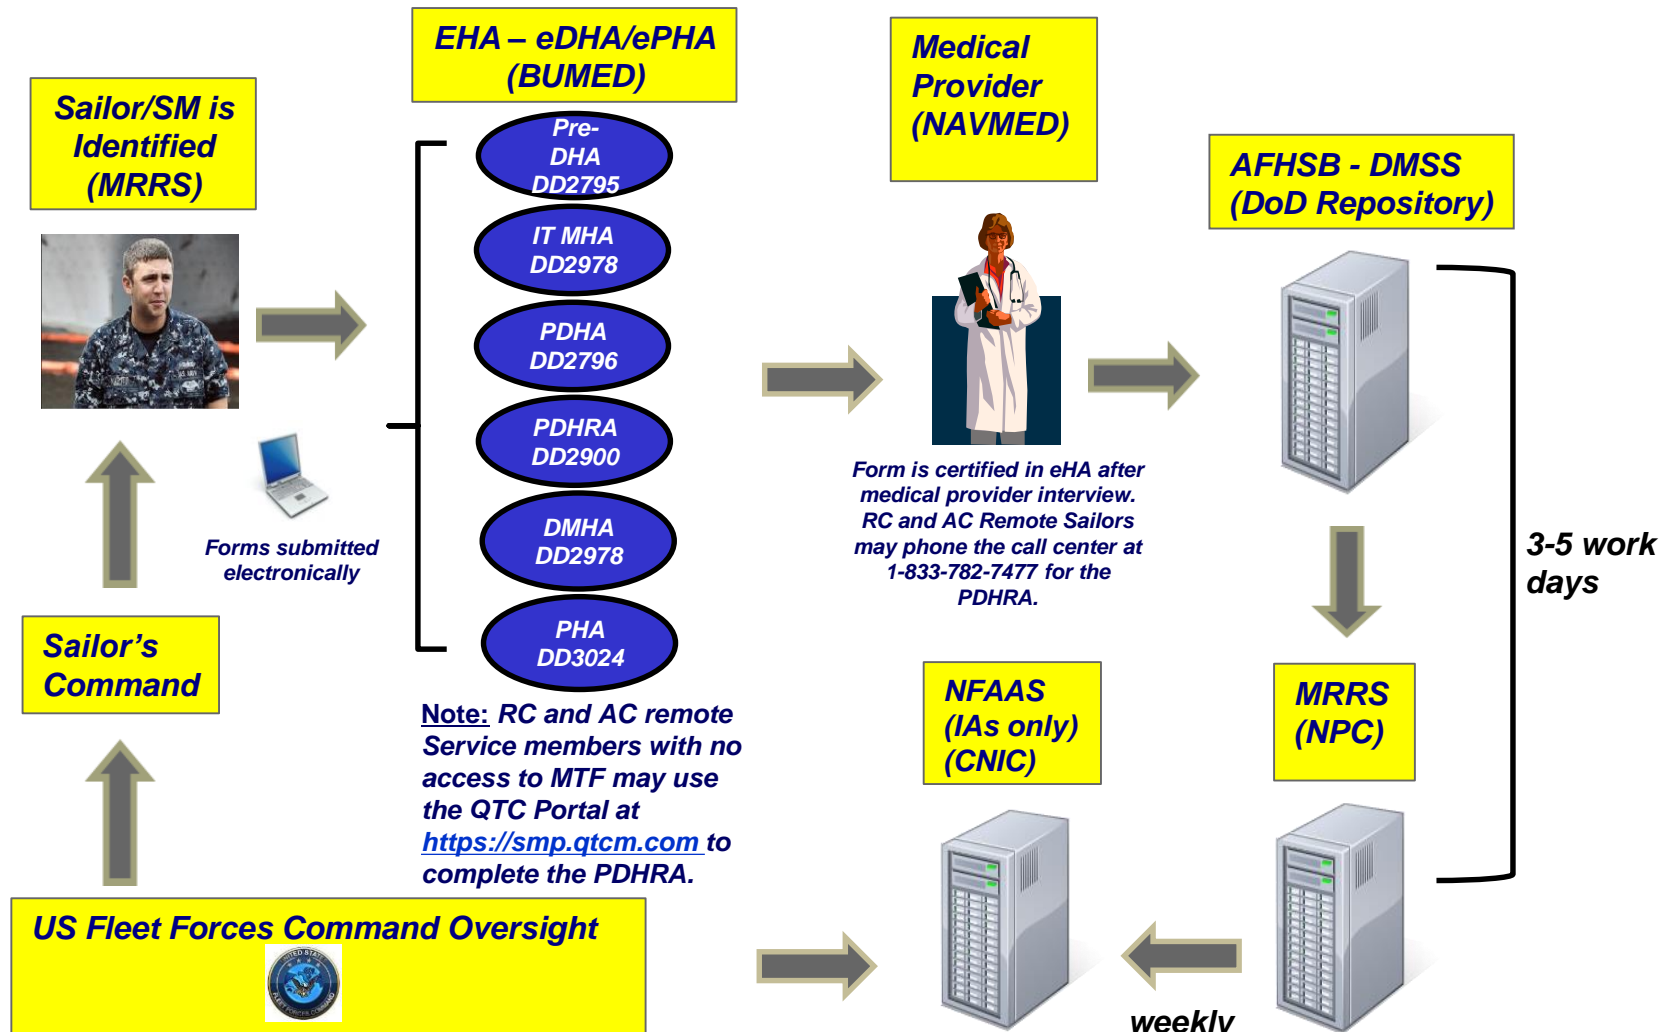 Sailor/SM is
Identified
(MRRS)
EHA – eDHA/ePHA
(BUMED)
Pre-
DHA
DD2795
IT MHA
DD2978
PDHA
DD2796
PDHRA
DD2900
DMHA
DD2978
PHA
DD3024
Forms submitted
electronically
Note: RC and AC remote
Service members with no
access to MTF may use
the QTC Portal at
https://smp.qtcm.com to
complete the PDHRA.
Medical
Provider
(NAVMED)
Form is certified in eHA after
medical provider interview.
RC and AC Remote Sailors
may phone the call center at
1-833-782-7477 for the
PDHRA.
AFHSB - DMSS
(DoD Repository)
3-5 work
days
MRRS
(NPC)
NFAAS
(IAs only)
(CNIC)
weekly
Sailor’s
Command
US Fleet Forces Command Oversight
UNITED STATES
FLEET FORCES COMMAND